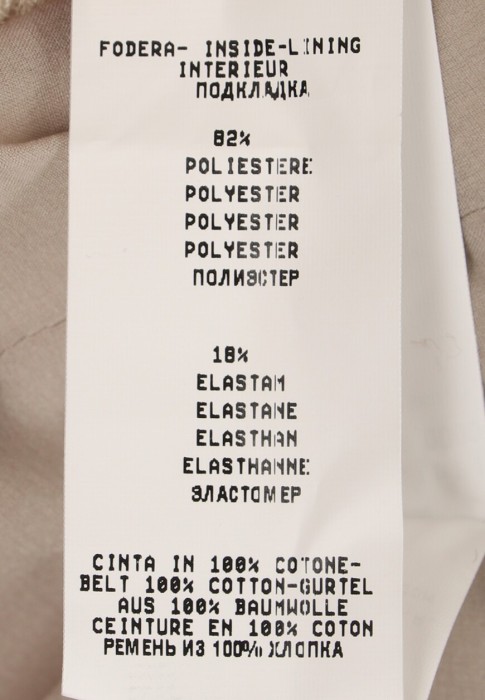 FODERA- INSIDE-LINING
INTERIEUR
ПОДКЛАДКА
82%
POLIESTERE
POLYESTER
POLYESTER
POLYESTER
ПОЛИЭСТЕР
18%
ELASTAM
ELASTANE
ELASTHAN
ELASTHANNE
ЭЛАСТОМЕР
CINTA IN 100% COTONE-
BELT 100% COTTON-GURTEL
AUS 100% BAUMWOLLE
CEINTURE EN 100% COTON
РЕМЕНЬ ИЗ 100% ХЛОПКА